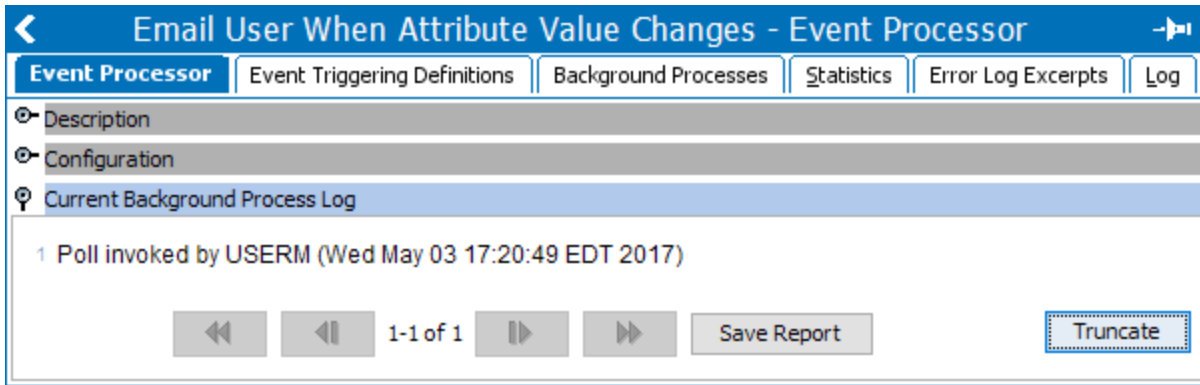 Email User When Attribute Value Changes - Event Processor
Event Processor Event Triggering Definitions Background Processes Statistics Error Log Excerpts Log
Description
Configuration
Current Background Process Log
1 Poll invoked by USERM (Wed May 03 17:20:49 EDT 2017)
1-1 of 1 Save Report Truncate